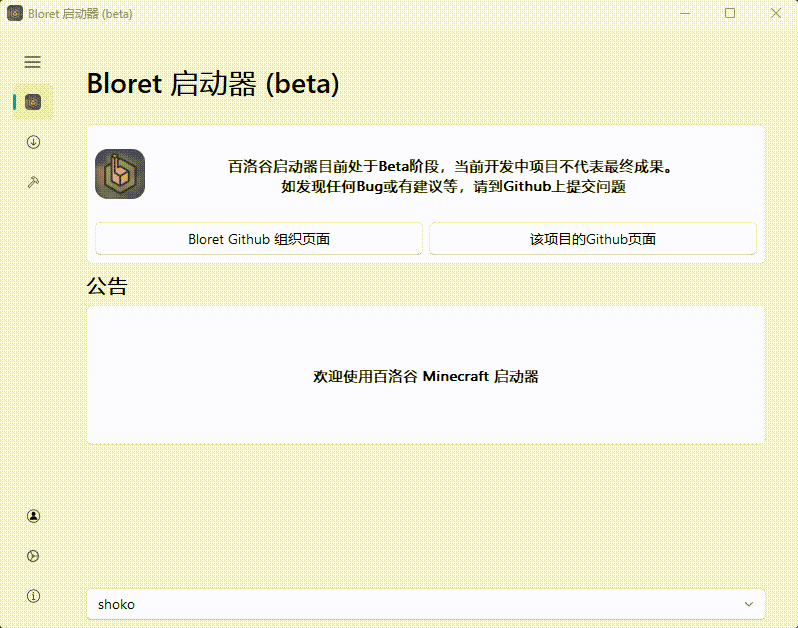 Bloret 启动器 (beta)
Bloret 启动器 (beta)
百洛谷启动器目前处于Beta阶段，当前开发中项目不代表最终成果。
如发现任何Bug或有建议等，请到Github上提交问题
Bloret Github 组织页面
该项目的Github页面
公告
欢迎使用百洛谷 Minecraft 启动器
shoko